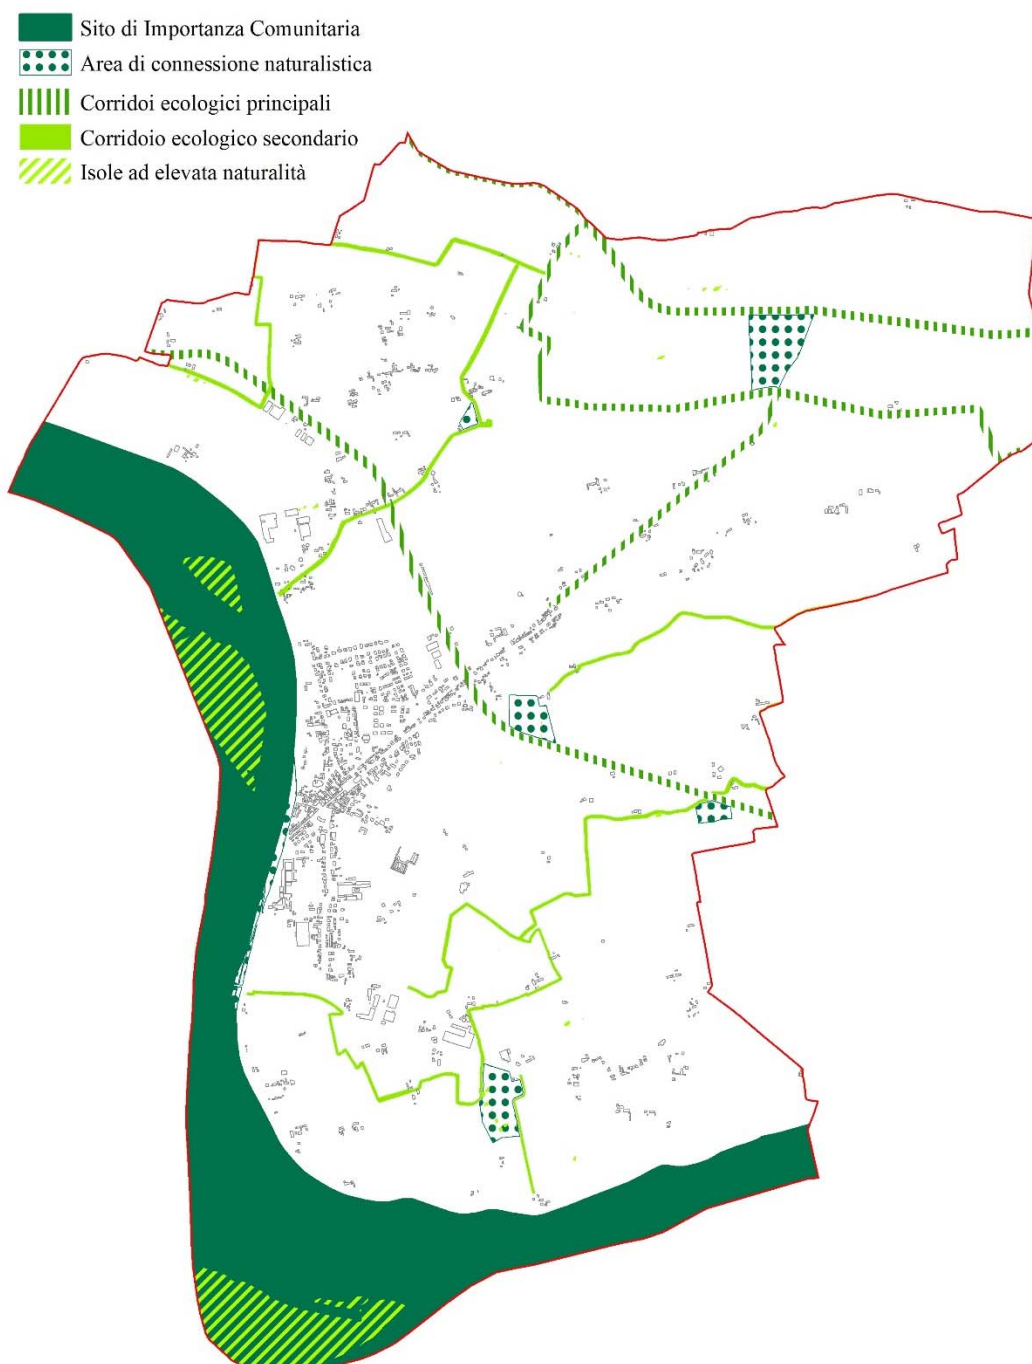 Sito di Importanza Comunitaria
Area di connessione naturalistica
Corridoi ecologici principali
Corridoio ecologico secondario
Isole ad elevata naturalità